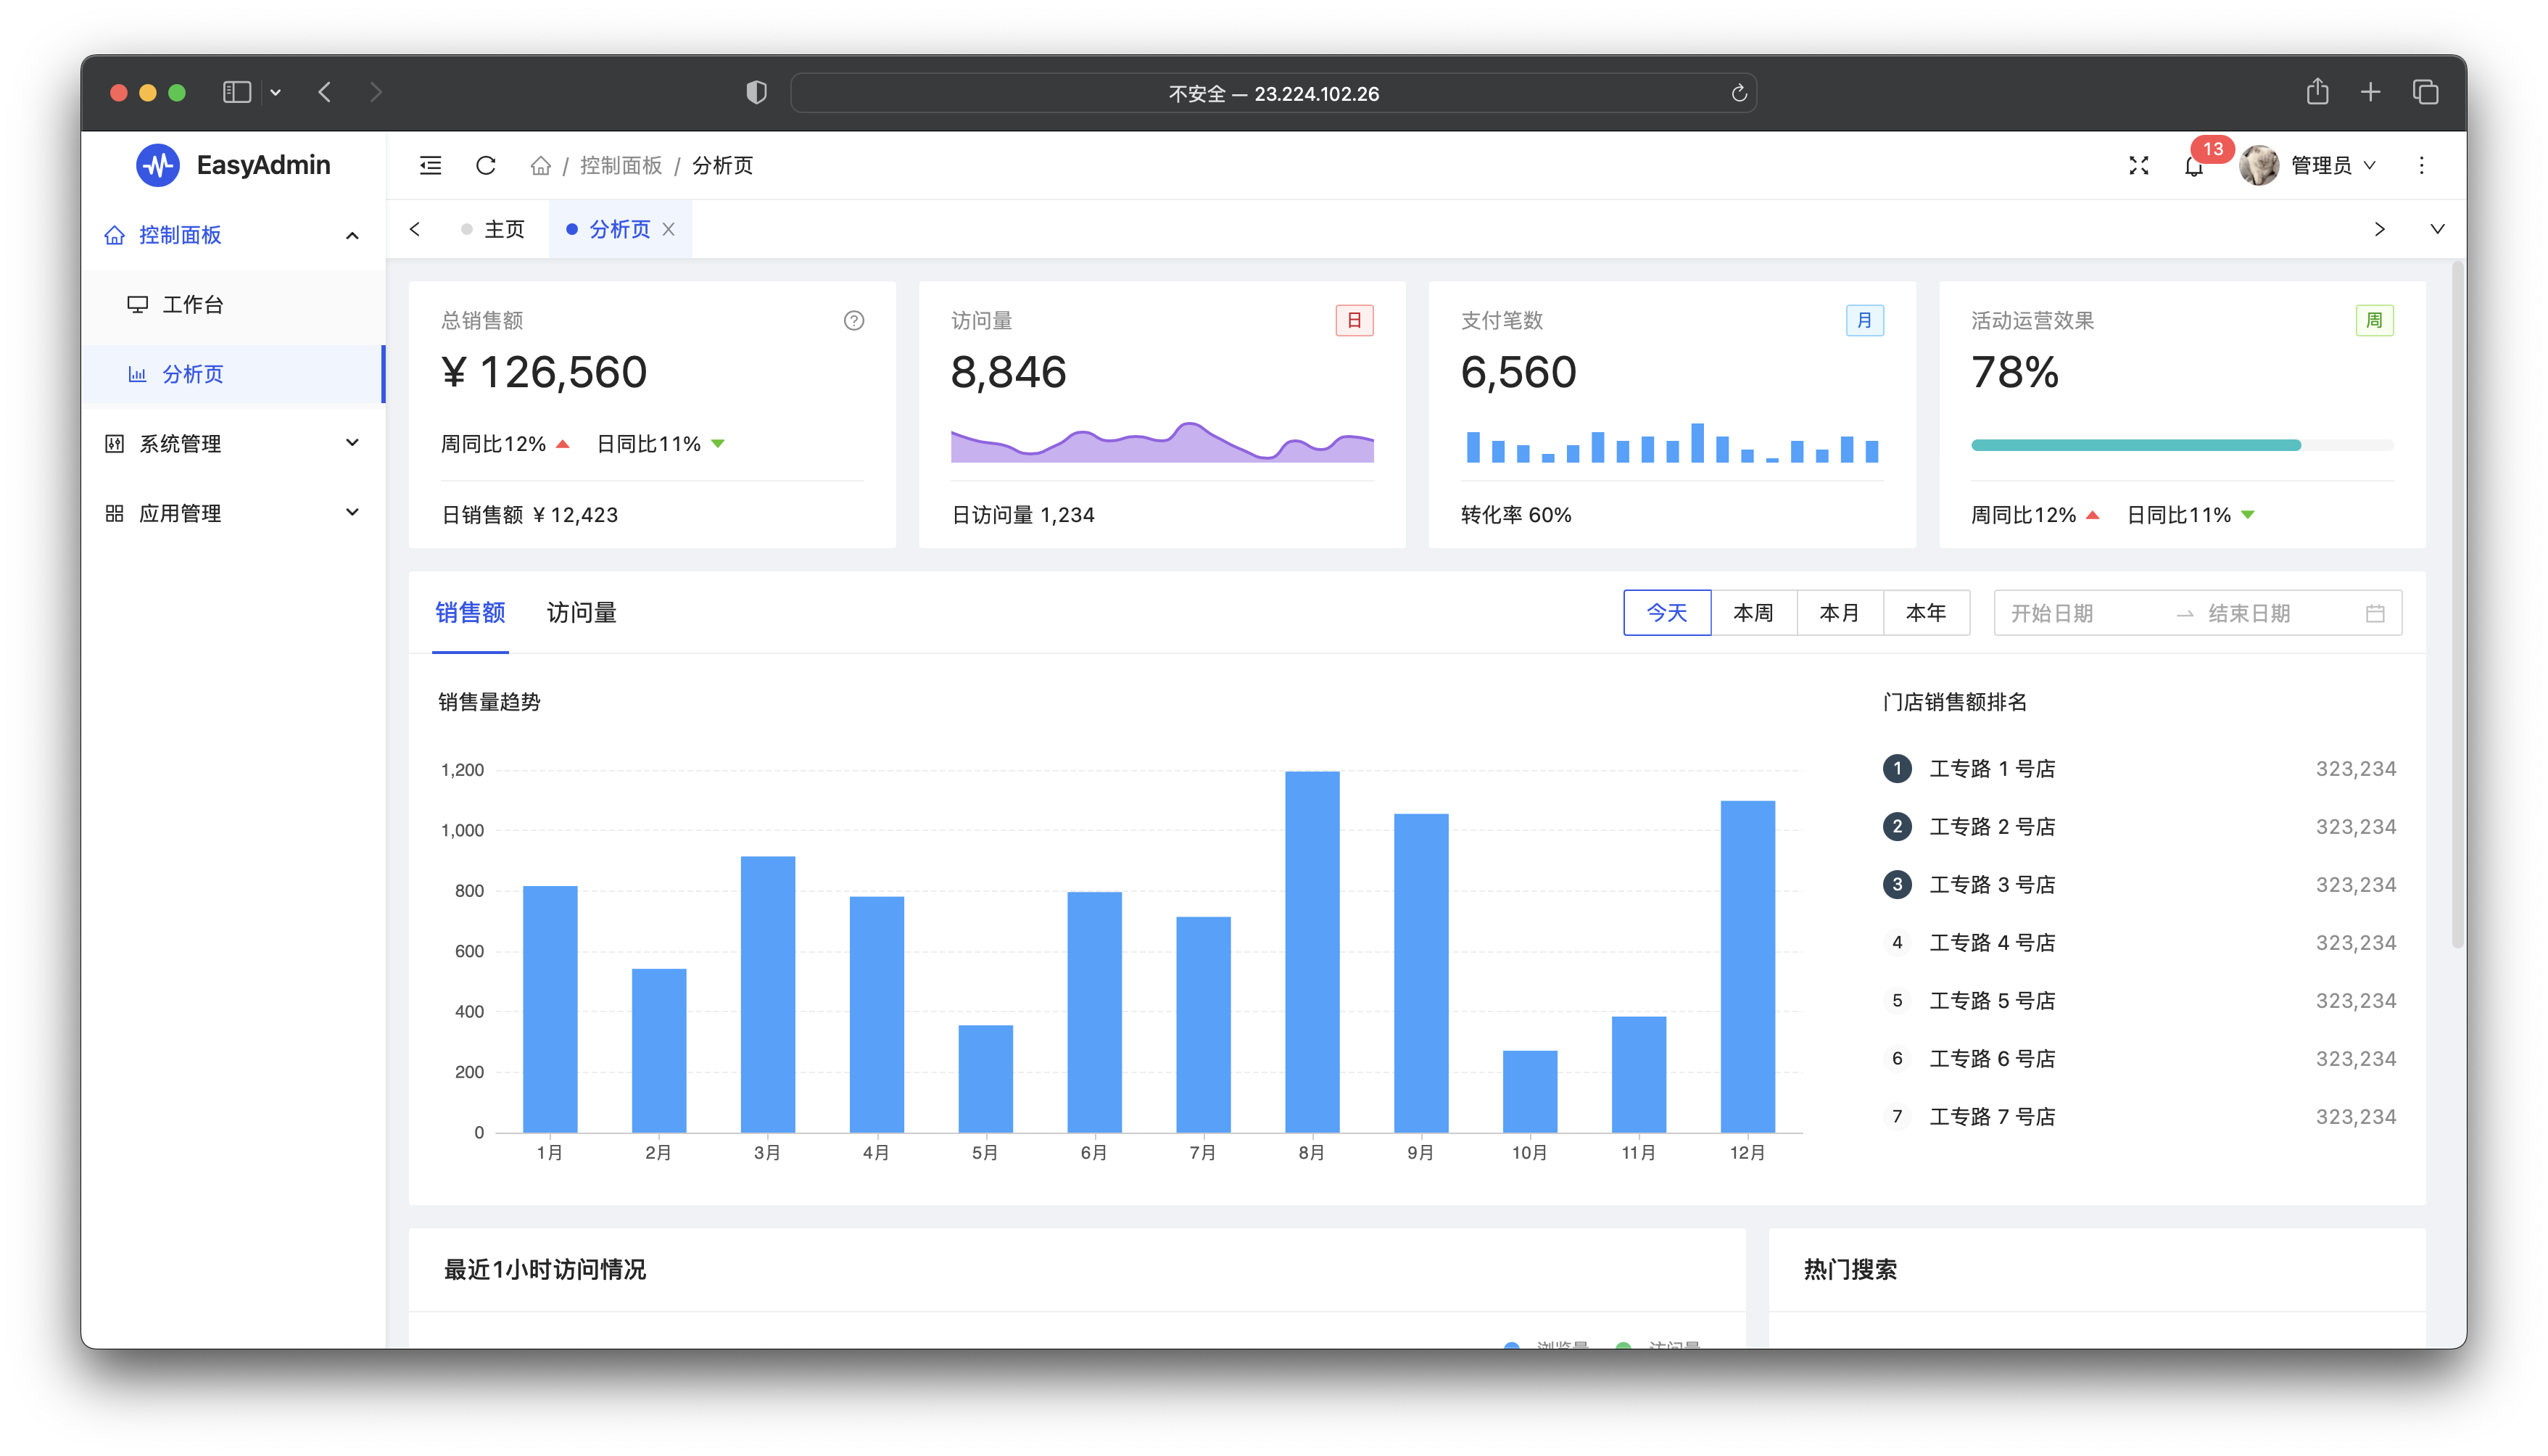 不安全 — 23.224.102.26
EasyAdmin
控制面板
工作台
分析页
系统管理
应用管理
/ 控制面板 / 分析页
13
管理员
主页
分析页
总销售额
¥ 126,560
周同比12% 日同比11%
日销售额 ¥ 12,423
访问量
日
8,846
日访问量 1,234
支付笔数
月
6,560
转化率 60%
活动运营效果
周
78%
周同比12% 日同比11%
销售额 访问量
今天 本周 本月 本年
开始日期 结束日期
销售量趋势
1,200
1,000
800
600
400
200
0
1月 2月 3月 4月 5月 6月 7月 8月 9月 10月 11月 12月
门店销售额排名
1 工专路 1 号店 323,234
2 工专路 2 号店 323,234
3 工专路 3 号店 323,234
4 工专路 4 号店 323,234
5 工专路 5 号店 323,234
6 工专路 6 号店 323,234
7 工专路 7 号店 323,234
最近1小时访问情况
浏览量 访问量
热门搜索